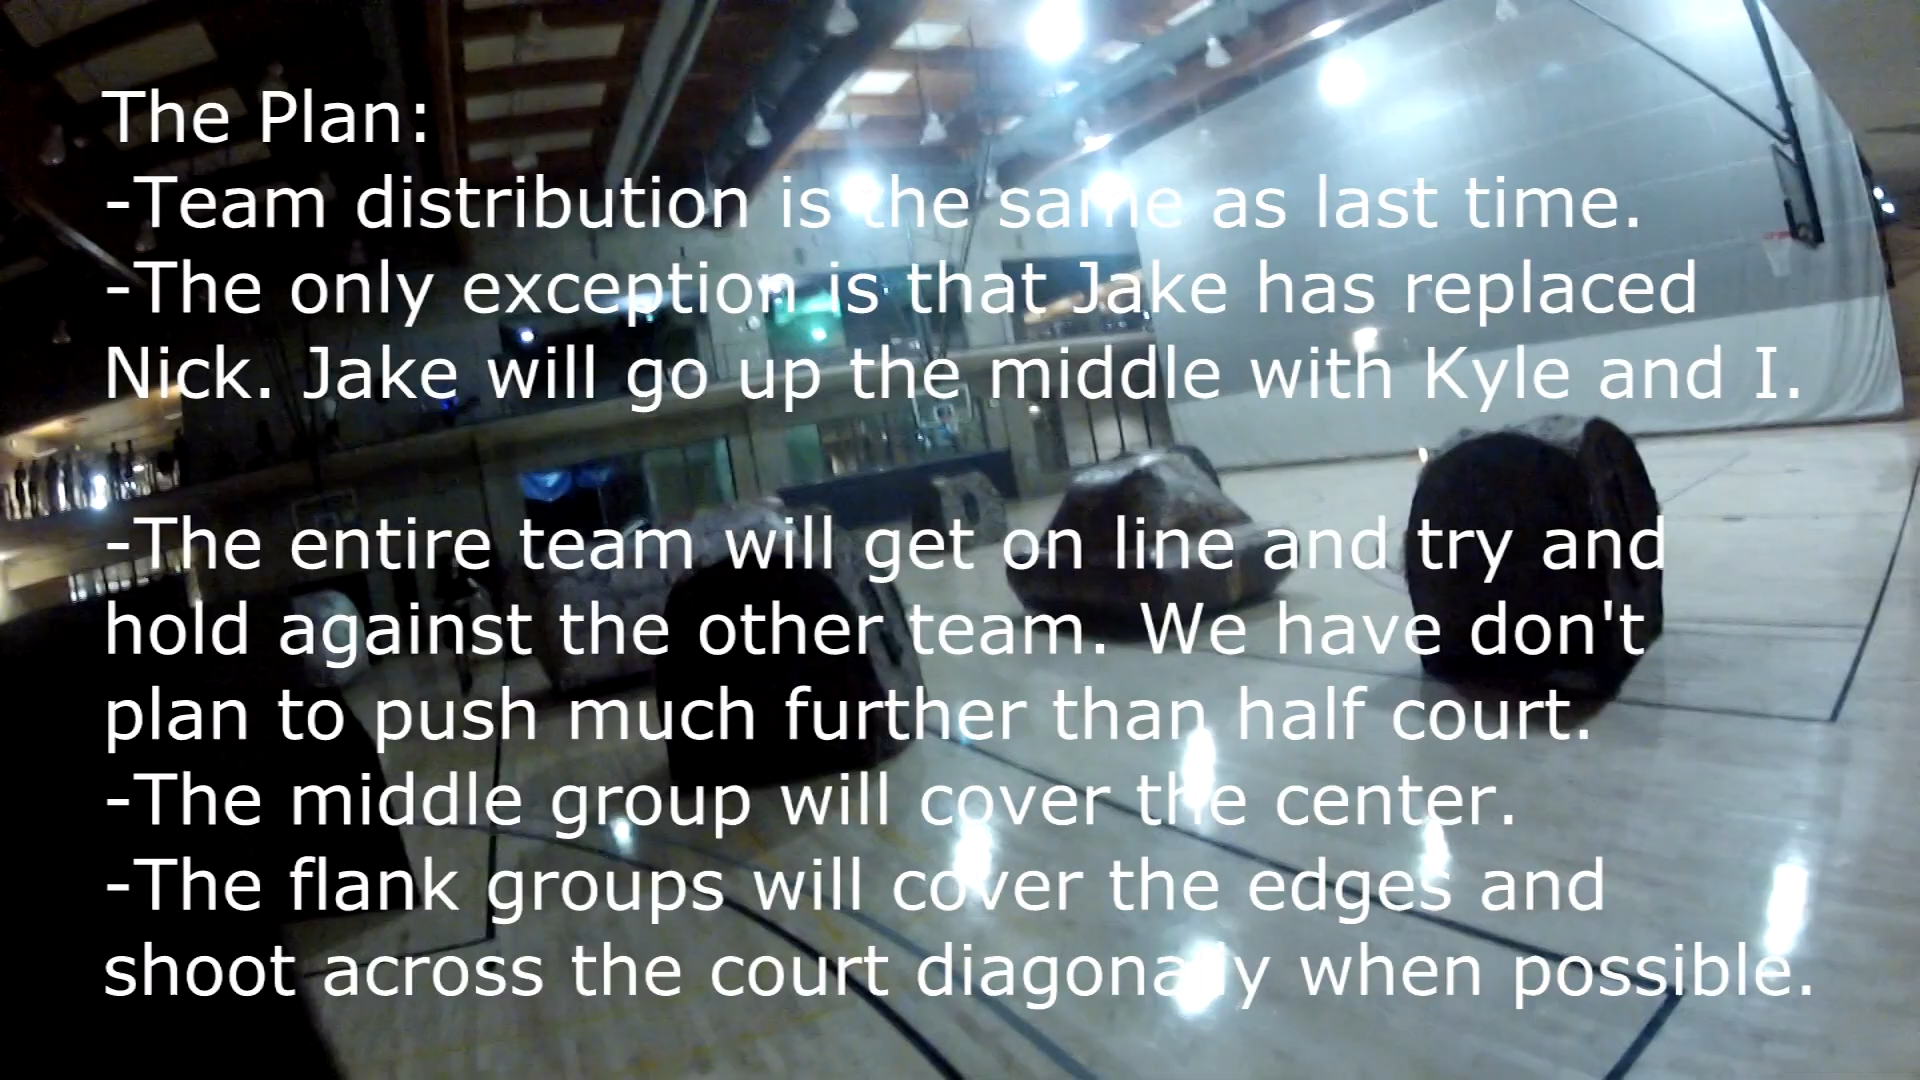 The Plan:
-Team distribution is the same as last time.
-The only exception is that Jake has replaced
Nick. Jake will go up the middle with Kyle and I.
-The entire team will get on line and try and
hold against the other team. We have don't
plan to push much further than half court.
-The middle group will cover the center.
-The flank groups will cover the edges and
shoot across the court diagonally when possible.